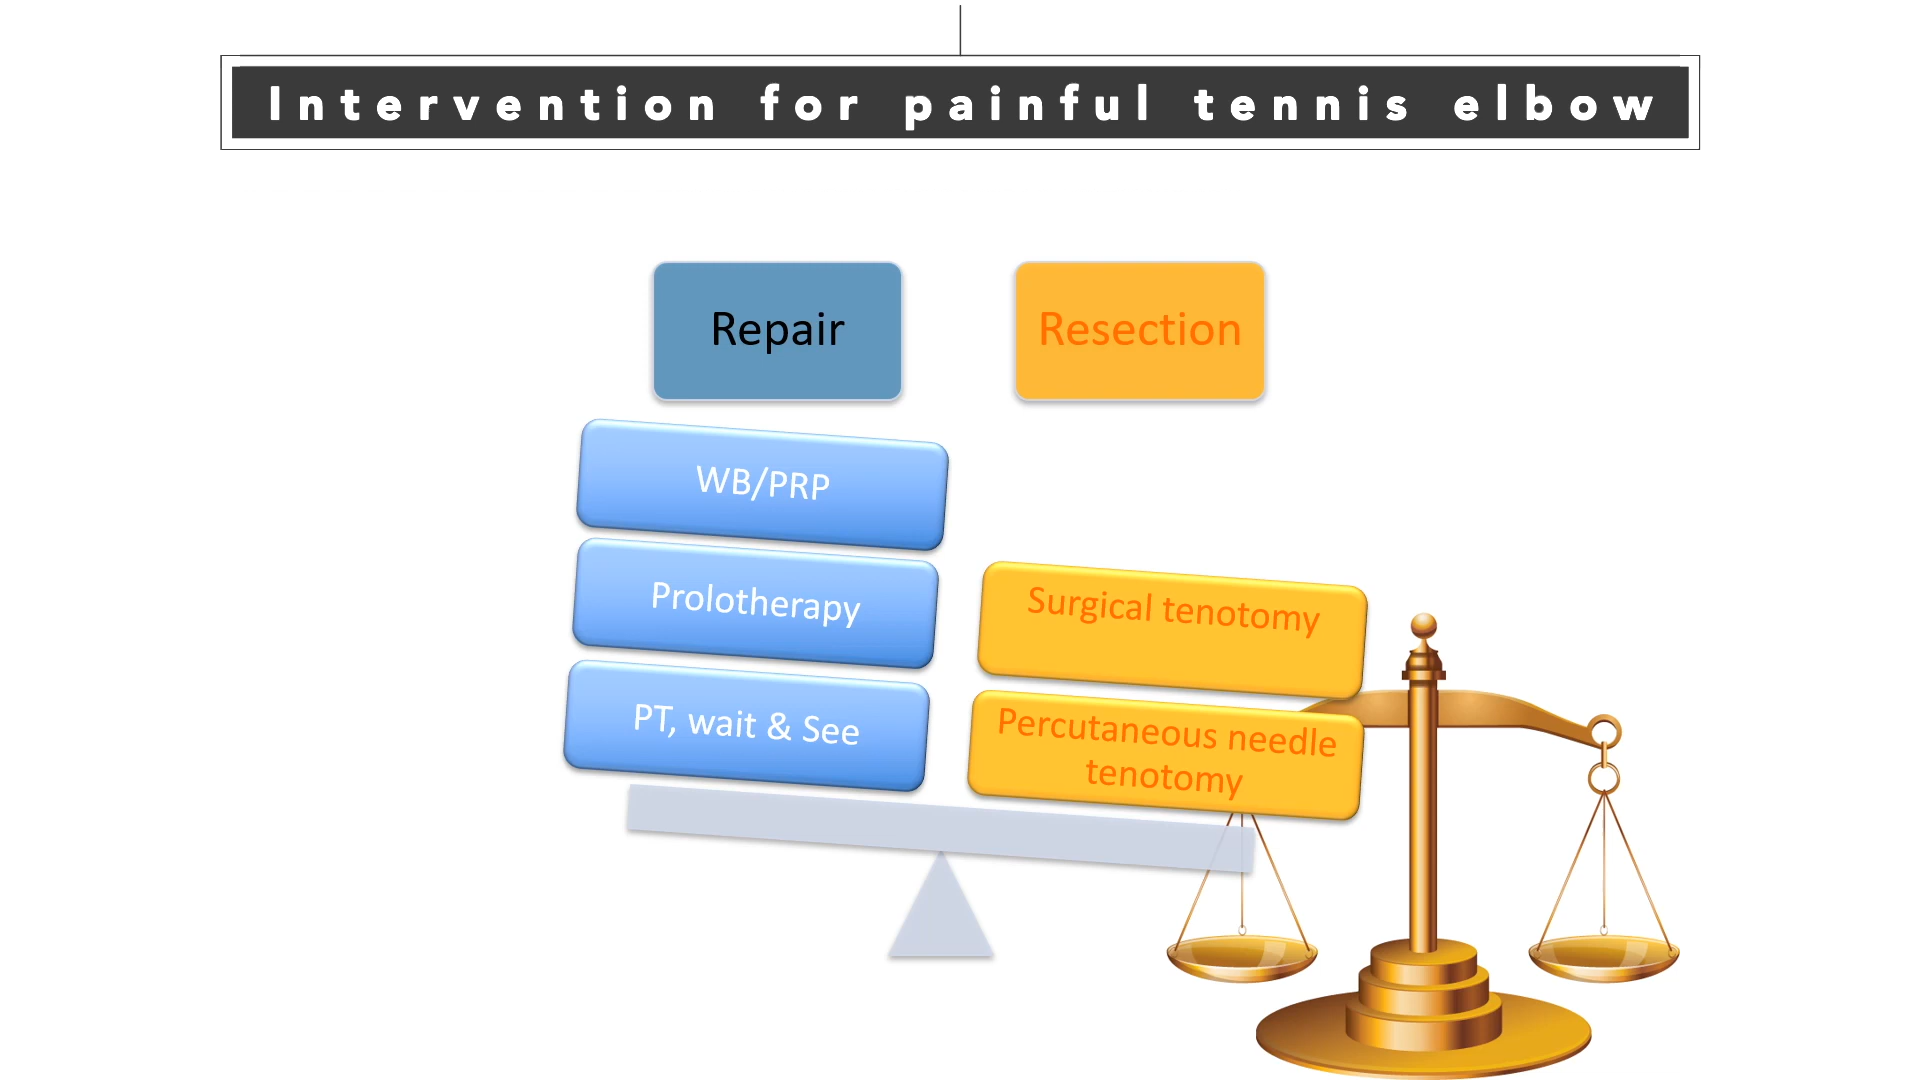 Intervention for painful tennis elbow
Repair
Resection
WB/PRP
Prolotherapy
PT, wait & See
Surgical tenotomy
Percutaneous needle
tenotomy